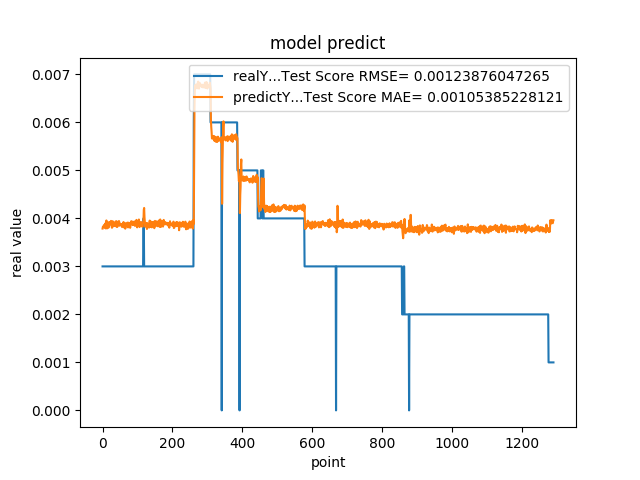 model predict
realY...Test Score RMSE= 0.00123876047265
predictY...Test Score MAE= 0.00105385228121
real value
0.007
0.006
0.005
0.004
0.003
0.002
0.001
0.000
0 200 400 600 800 1000 1200
point